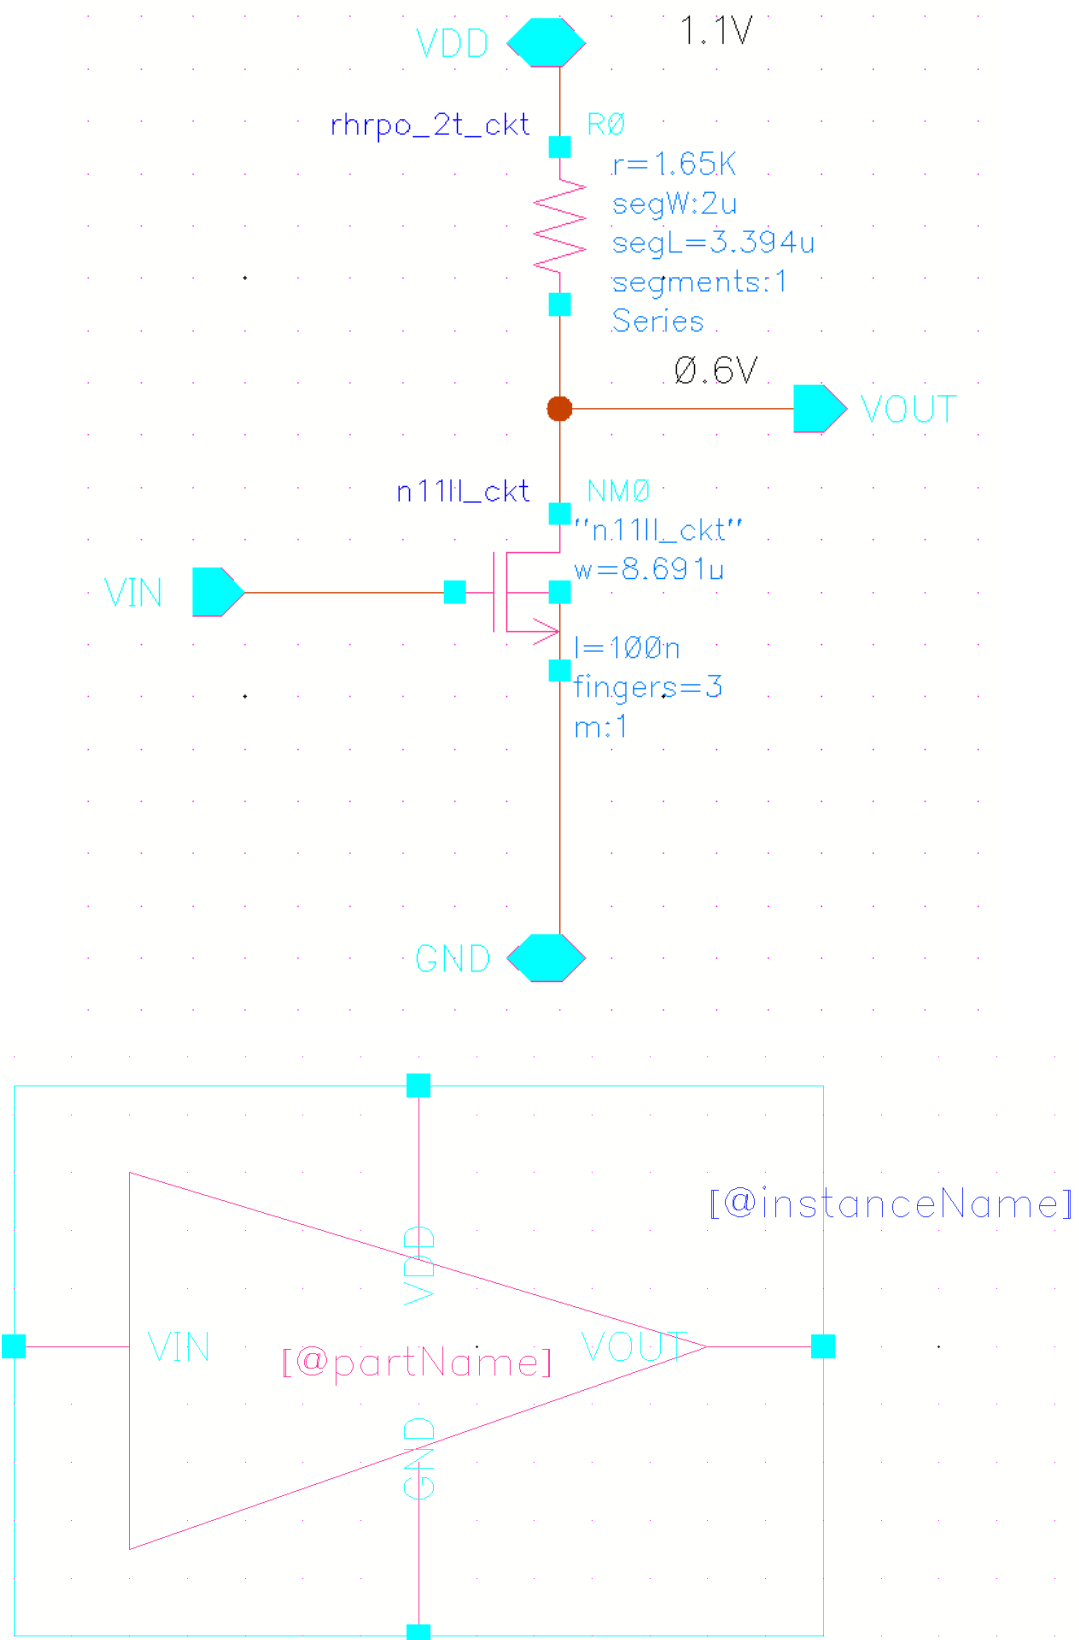 VDD
1.1V
rhrpo_2t_ckt
R0
r=1.65K
segW:2u
segL=3.394u
segments:1
Series
0.6V
VOUT
n11ll_ckt
NM0
"n11ll_ckt"
w=8.691u
VIN
l=100n
fingers=3
m:1
GND
[@instanceName]
VDD
VIN
[@partName]
VOUT
GND